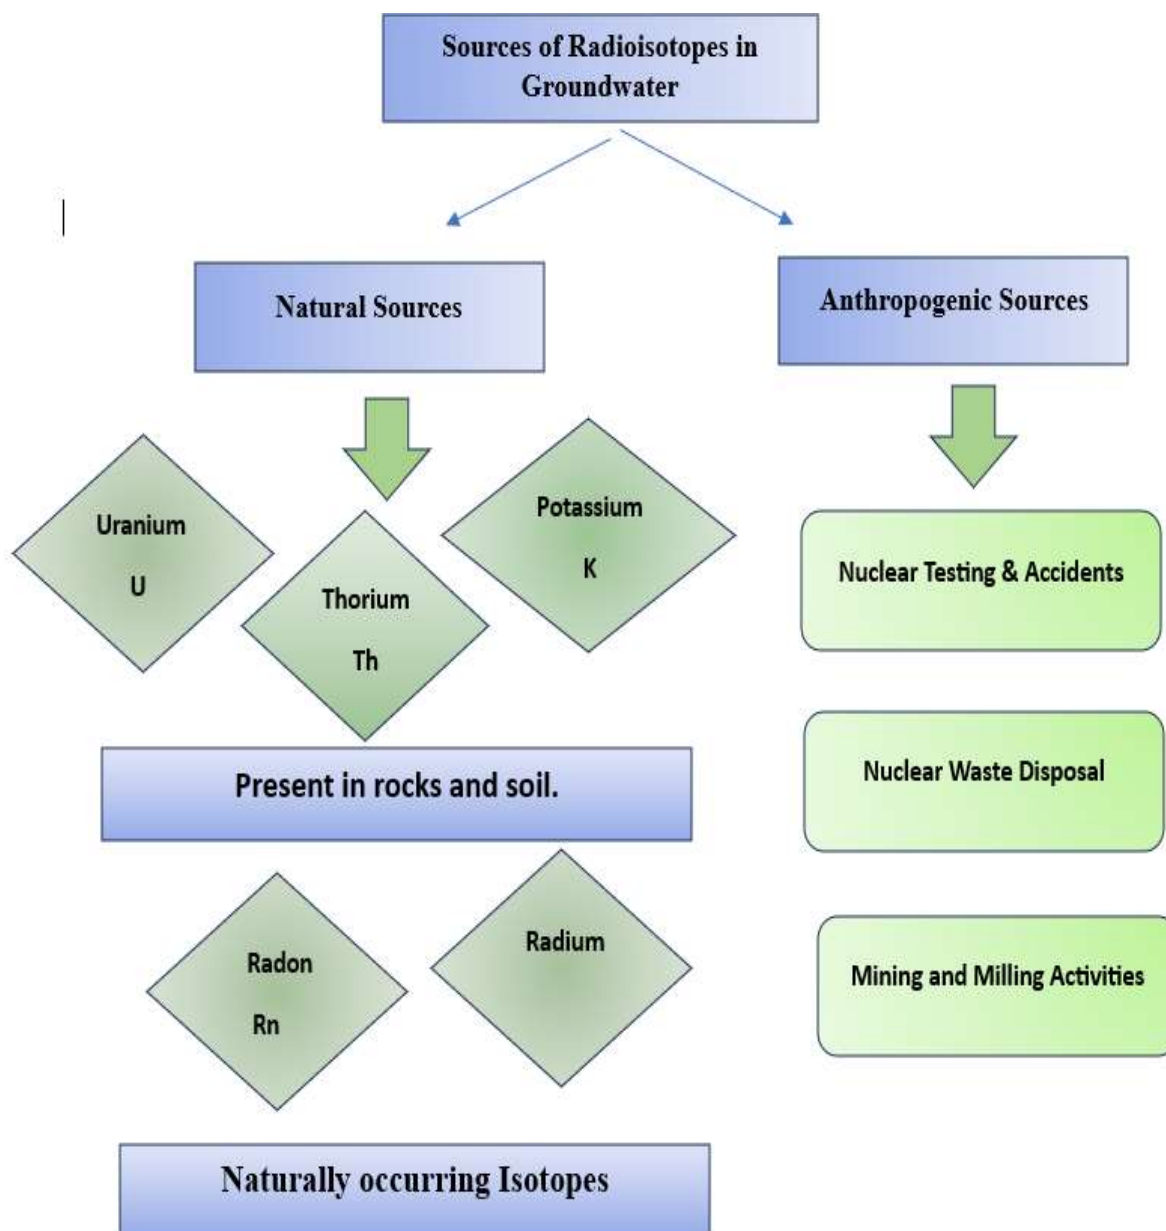 Sources of Radioisotopes in
Groundwater
Natural Sources
Anthropogenic Sources
Uranium
U
Thorium
Th
Potassium
K
Present in rocks and soil.
Radon
Rn
Radium
Naturally occurring Isotopes
Nuclear Testing & Accidents
Nuclear Waste Disposal
Mining and Milling Activities